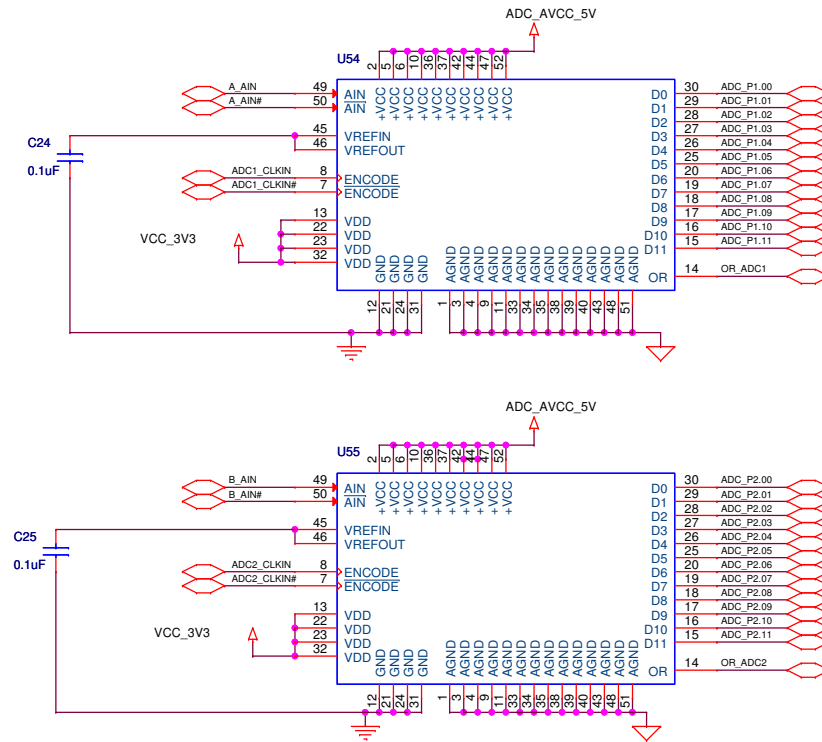 ADC_AVCC_5V
U54
2 5 6 10 36 37 42 44 47 52
+VCC +VCC +VCC +VCC +VCC +VCC +VCC +VCC +VCC +VCC
A_AIN 49 AIN D0 30 ADC_P1.00
A_AIN# 50 AIN D1 29 ADC_P1.01
D2 28 ADC_P1.02
45 VREFIN D3 27 ADC_P1.03
46 VREFOUT D4 26 ADC_P1.04
C24
0.1uF
D5 25 ADC_P1.05
ADC1_CLKIN 8 ENCODE D6 20 ADC_P1.06
ADC1_CLKIN# 7 ENCODE D7 19 ADC_P1.07
D8 18 ADC_P1.08
13 VDD D9 17 ADC_P1.09
22 VDD D10 16 ADC_P1.10
VCC_3V3
23 VDD D11 15 ADC_P1.11
32 VDD
GND GND GND GND AGND AGND AGND AGND AGND AGND AGND AGND AGND AGND AGND AGND AGND AGND
OR 14 OR_ADC1
12 21 24 31 1 3 4 9 11 33 34 35 38 39 40 43 48 51
ADC_AVCC_5V
U55
2 5 6 10 36 37 42 44 47 52
+VCC +VCC +VCC +VCC +VCC +VCC +VCC +VCC +VCC +VCC
B_AIN 49 AIN D0 30 ADC_P2.00
B_AIN# 50 AIN D1 29 ADC_P2.01
D2 28 ADC_P2.02
45 VREFIN D3 27 ADC_P2.03
46 VREFOUT D4 26 ADC_P2.04
C25
0.1uF
D5 25 ADC_P2.05
ADC2_CLKIN 8 ENCODE D6 20 ADC_P2.06
ADC2_CLKIN# 7 ENCODE D7 19 ADC_P2.07
D8 18 ADC_P2.08
13 VDD D9 17 ADC_P2.09
22 VDD D10 16 ADC_P2.10
VCC_3V3
23 VDD D11 15 ADC_P2.11
32 VDD
GND GND GND GND AGND AGND AGND AGND AGND AGND AGND AGND AGND AGND AGND AGND AGND AGND
OR 14 OR_ADC2
12 21 24 31 1 3 4 9 11 33 34 35 38 39 40 43 48 51